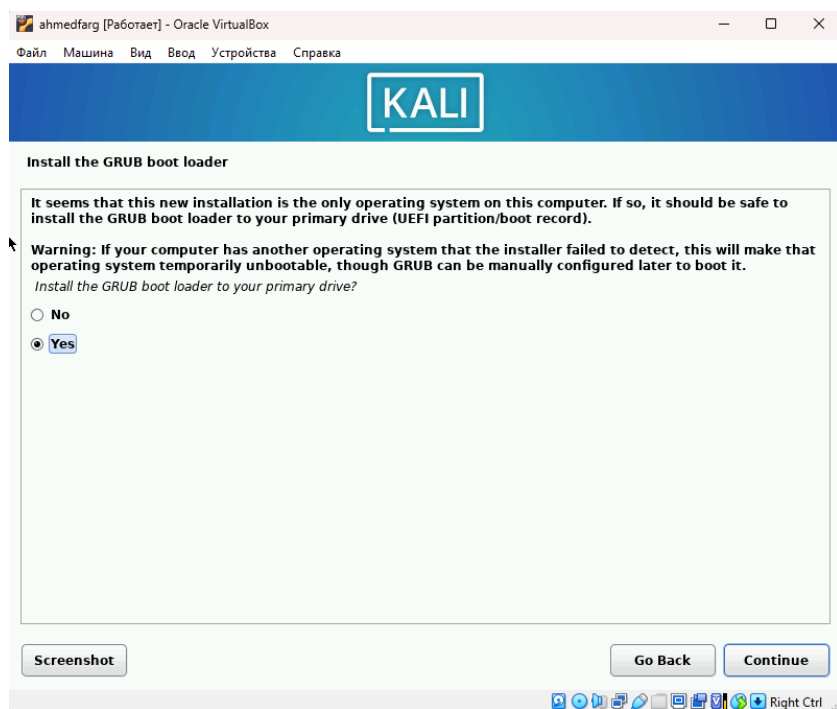 ahmedfarg [Работает] - Oracle VirtualBox
Файл Машина Вид Ввод Устройства Справка
KALI
Install the GRUB boot loader
It seems that this new installation is the only operating system on this computer. If so, it should be safe to
install the GRUB boot loader to your primary drive (UEFI partition/boot record).
Warning: If your computer has another operating system that the installer failed to detect, this will make that
operating system temporarily unbootable, though GRUB can be manually configured later to boot it.
Install the GRUB boot loader to your primary drive?
No
Yes
Screenshot Go Back Continue
Right Ctrl